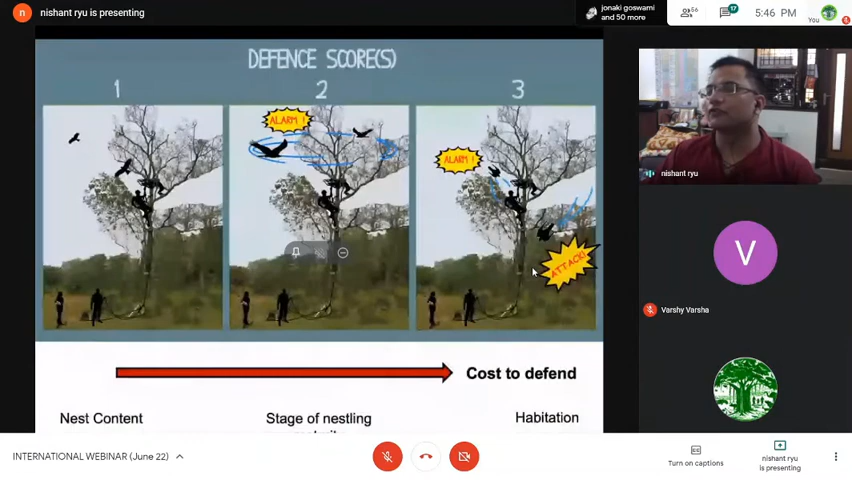 n
nishant ryu is presenting
jonaki goswami
and 50 more
56
17
5:46 PM
You
DEFENCE SCORE(S)
1
2
3
ALARM!
ALARM!
ATTACK!
nishant ryu
V
Varshy Varsha
Cost to defend
Nest Content
Stage of nestling
Habitation
INTERNATIONAL WEBINAR (June 22)
Turn on captions
nishant ryu
is presenting